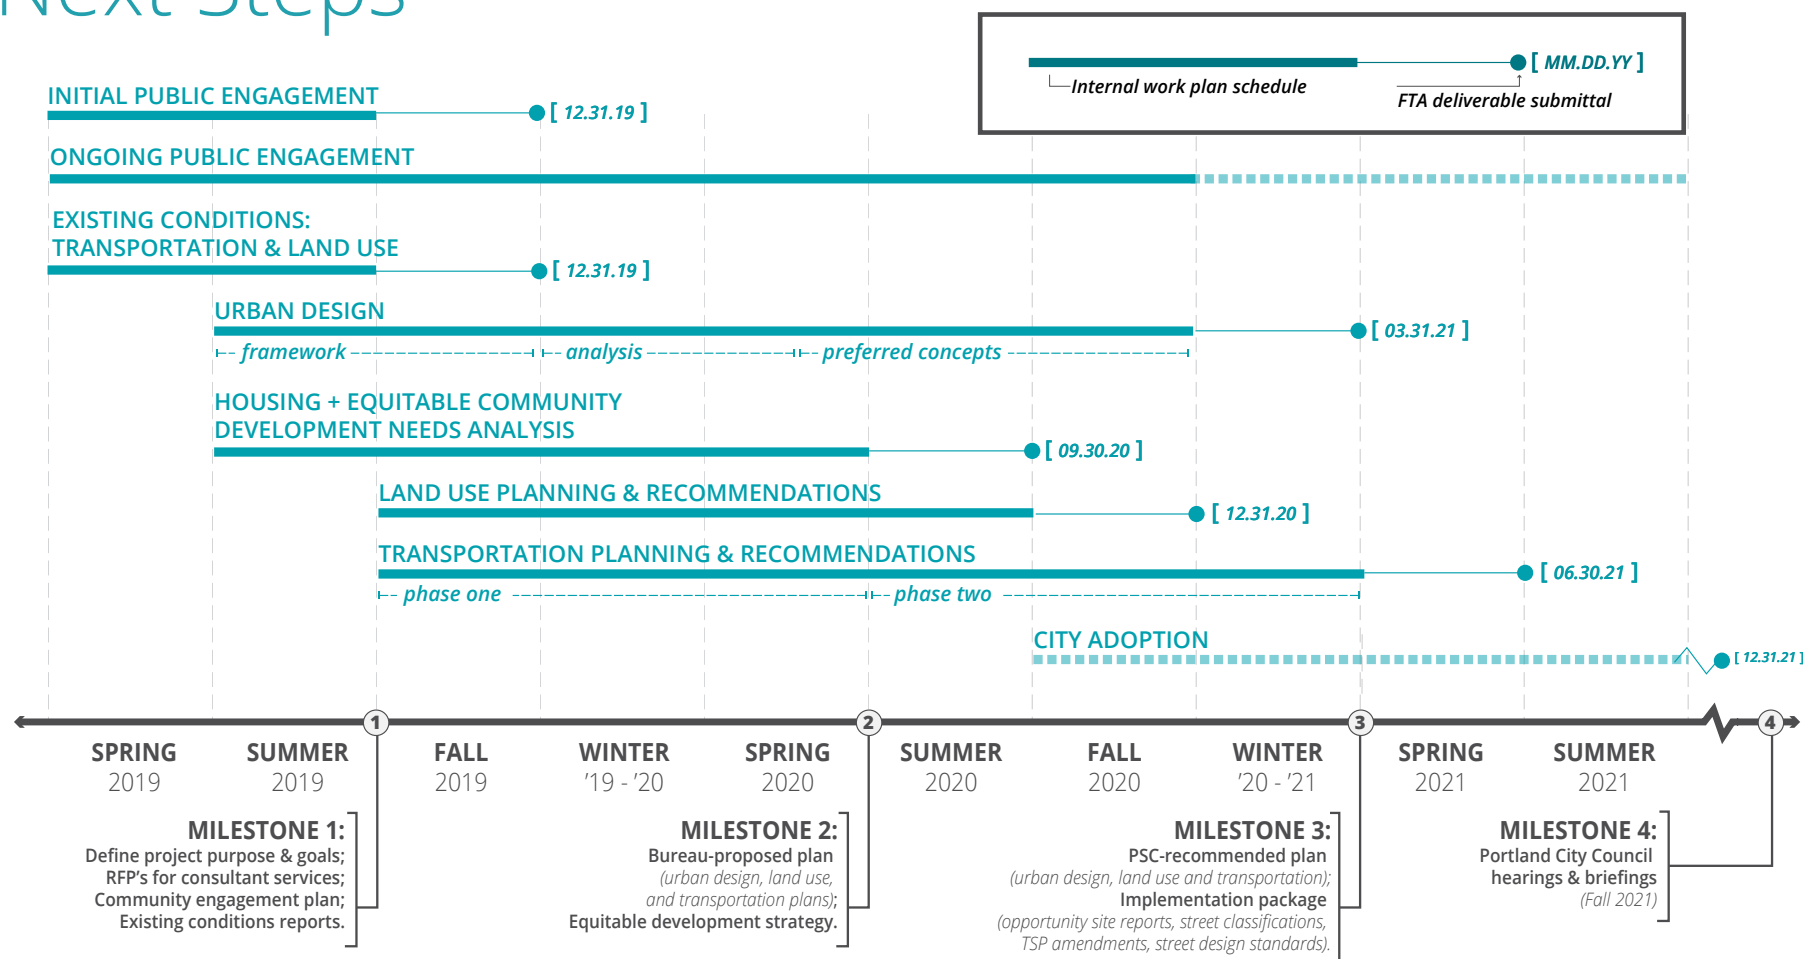 Next Steps
[ MM.DD.YY ]
Internal work plan schedule
FTA deliverable submittal
INITIAL PUBLIC ENGAGEMENT
[ 12.31.19 ]
ONGOING PUBLIC ENGAGEMENT
EXISTING CONDITIONS:
TRANSPORTATION & LAND USE
[ 12.31.19 ]
URBAN DESIGN
[ 03.31.21 ]
framework
analysis
preferred concepts
HOUSING + EQUITABLE COMMUNITY
DEVELOPMENT NEEDS ANALYSIS
[ 09.30.20 ]
LAND USE PLANNING & RECOMMENDATIONS
[ 12.31.20 ]
TRANSPORTATION PLANNING & RECOMMENDATIONS
[ 06.30.21 ]
phase one
phase two
CITY ADOPTION
[ 12.31.21 ]
1
2
3
4
SPRING
2019
SUMMER
2019
FALL
2019
WINTER
'19 - '20
SPRING
2020
SUMMER
2020
FALL
2020
WINTER
'20 - '21
SPRING
2021
SUMMER
2021
MILESTONE 1:
Define project purpose & goals;
RFP's for consultant services;
Community engagement plan;
Existing conditions reports.
MILESTONE 2:
Bureau-proposed plan
(urban design, land use,
and transportation plans);
Equitable development strategy.
MILESTONE 3:
PSC-recommended plan
(urban design, land use and transportation);
Implementation package
(opportunity site reports, street classifications,
TSP amendments, street design standards).
MILESTONE 4:
Portland City Council
hearings & briefings
(Fall 2021)